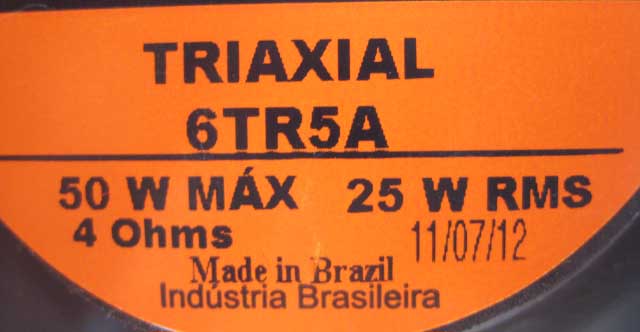 TRIAXIAL
6TR5A
50 W MÁX 25 W RMS
4 Ohms 11/07/12
Made in Brazil
Indústria Brasileira